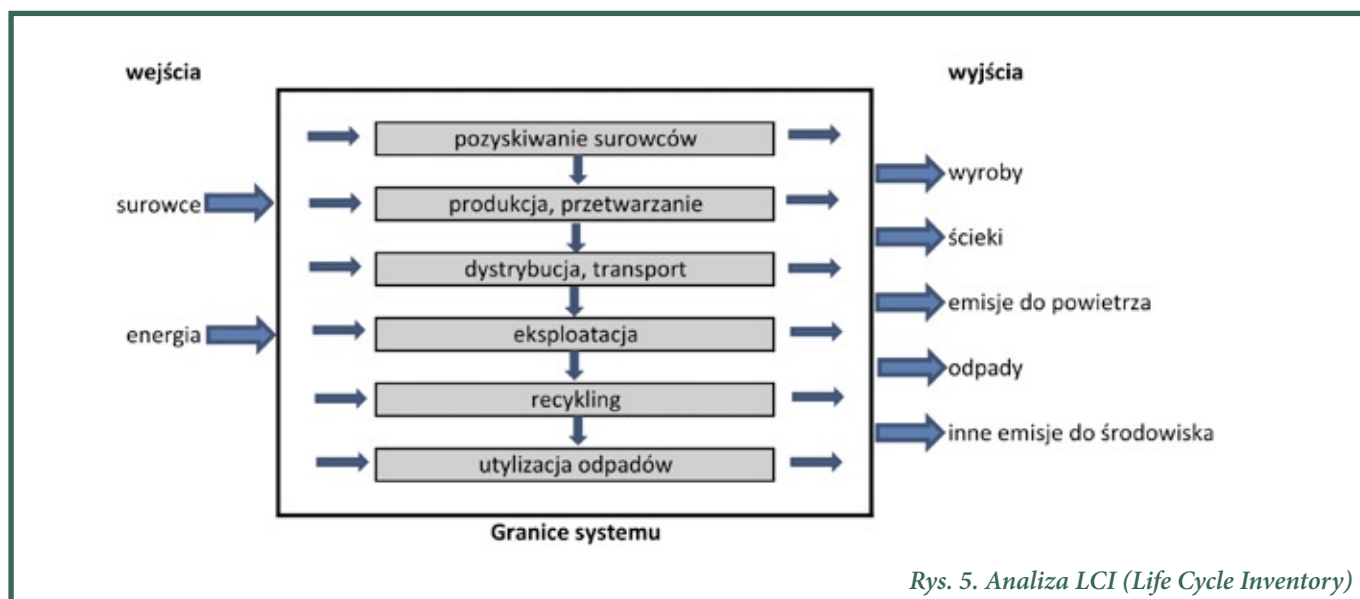 wejścia
wyjścia
pozyskiwanie surowców
produkcja, przetwarzanie
dystrybucja, transport
eksploatacja
recykling
utylizacja odpadów
surowce
energia
wyroby
ścieki
emisje do powietrza
odpady
inne emisje do środowiska
Granice systemu
Rys. 5. Analiza LCI (Life Cycle Inventory)